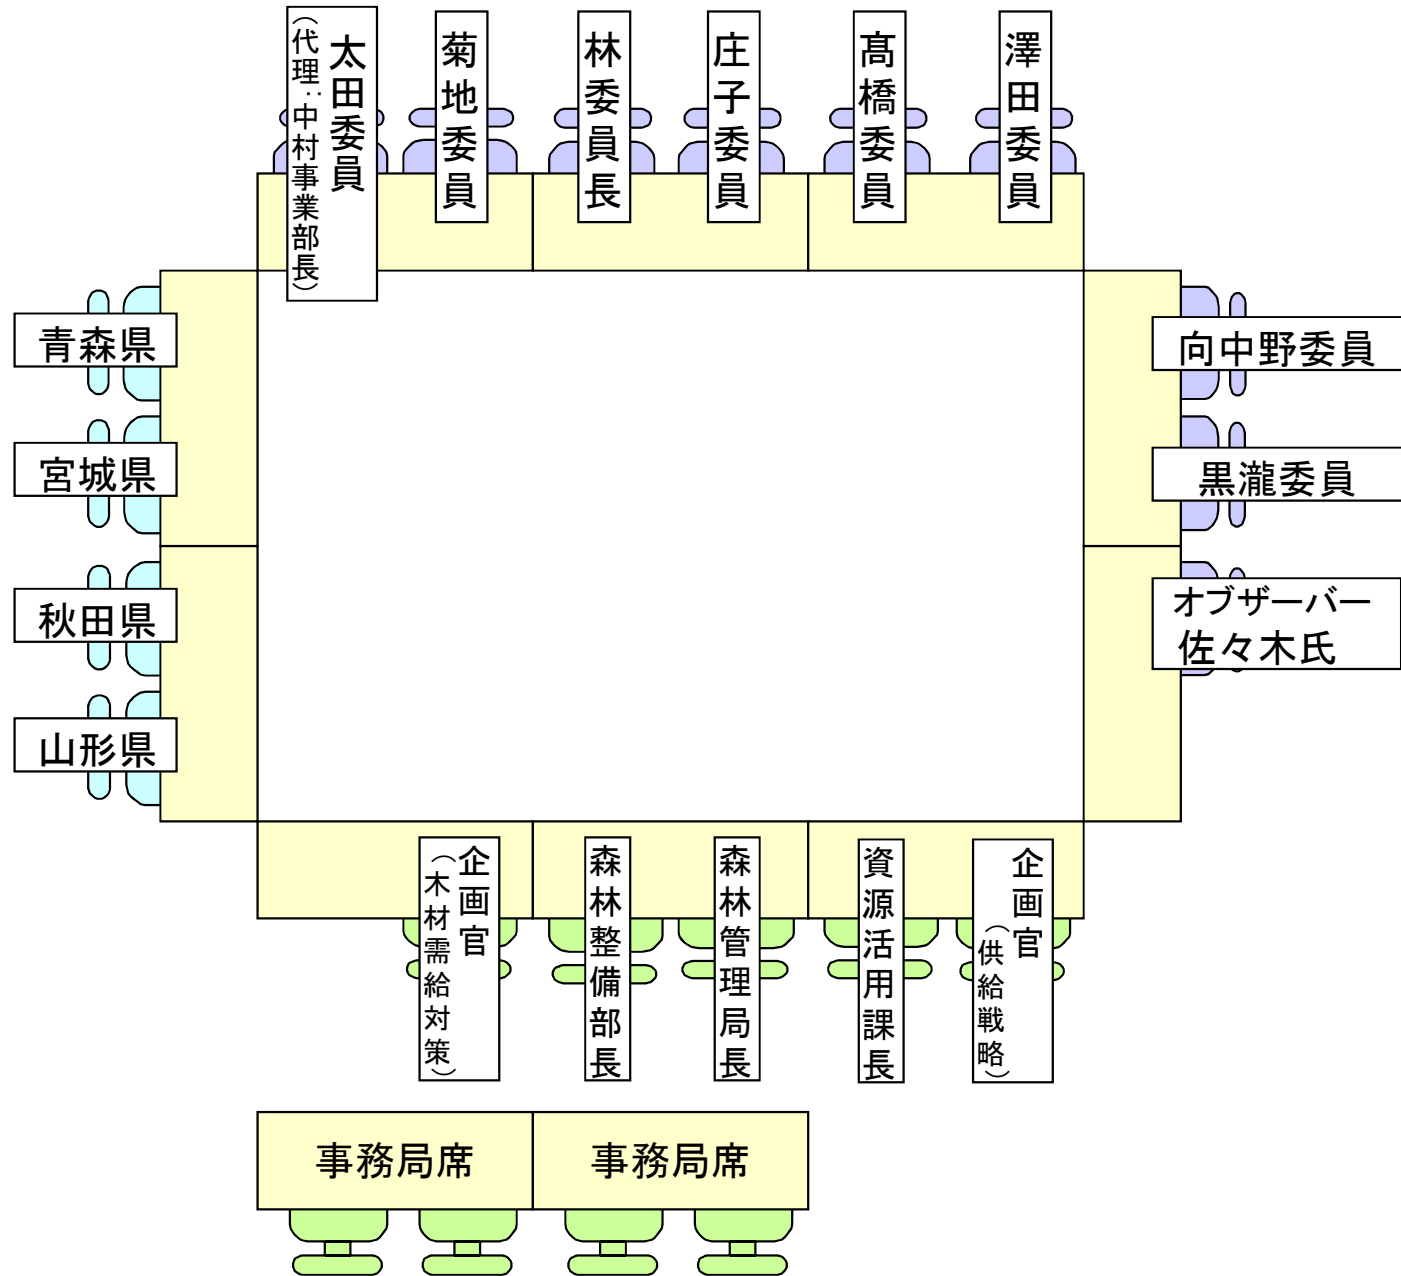 太田委員
（代理：中村事業部長）
菊地委員
林委員長
庄子委員
髙橋委員
澤田委員
青森県
宮城県
秋田県
山形県
向中野委員
黒瀧委員
オブザーバー
佐々木氏
企画官
（木材需給対策）
森林整備部長
森林管理局長
資源活用課長
企画官
（供給戦略）
事務局席
事務局席